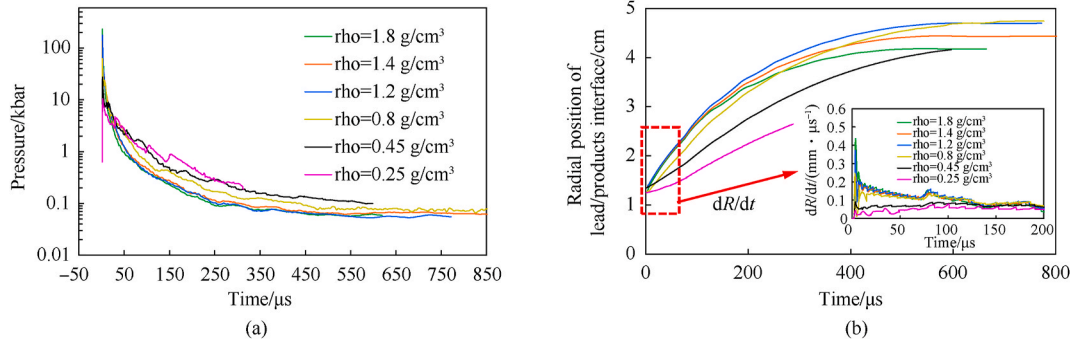 (a)
Pressure/kbar
100
10
1
0.1
0.01
rho=1.8 g/cm³
rho=1.4 g/cm³
rho=1.2 g/cm³
rho=0.8 g/cm³
rho=0.45 g/cm³
rho=0.25 g/cm³
−50 50 150 250 350 450 550 650 750 850
Time/μs
(a)
(b)
Radial position of
lead/products interface/cm
5
4
3
2
1
0
0 200 400 600 800
Time/μs
dR/dt
dR/dt/(mm · μs⁻¹)
0.6
0.5
0.4
0.3
0.2
0.1
0
rho=1.8 g/cm³
rho=1.4 g/cm³
rho=1.2 g/cm³
rho=0.8 g/cm³
rho=0.45 g/cm³
rho=0.25 g/cm³
0 50 100 150 200
Time/μs
(b)